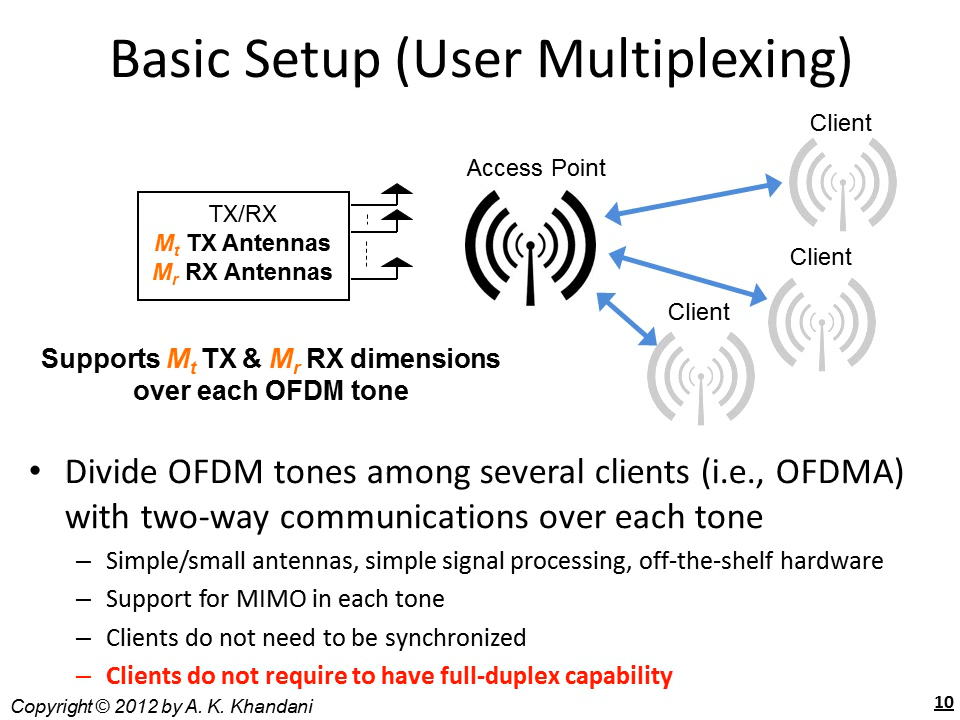 Basic Setup (User Multiplexing)
Client
Access Point
TX/RX
Mt TX Antennas
Mr RX Antennas
Client
Client
Supports Mt TX & Mr RX dimensions
over each OFDM tone
• Divide OFDM tones among several clients (i.e., OFDMA)
with two-way communications over each tone
– Simple/small antennas, simple signal processing, off-the-shelf hardware
– Support for MIMO in each tone
– Clients do not need to be synchronized
– Clients do not require to have full-duplex capability
Copyright © 2012 by A. K. Khandani
10